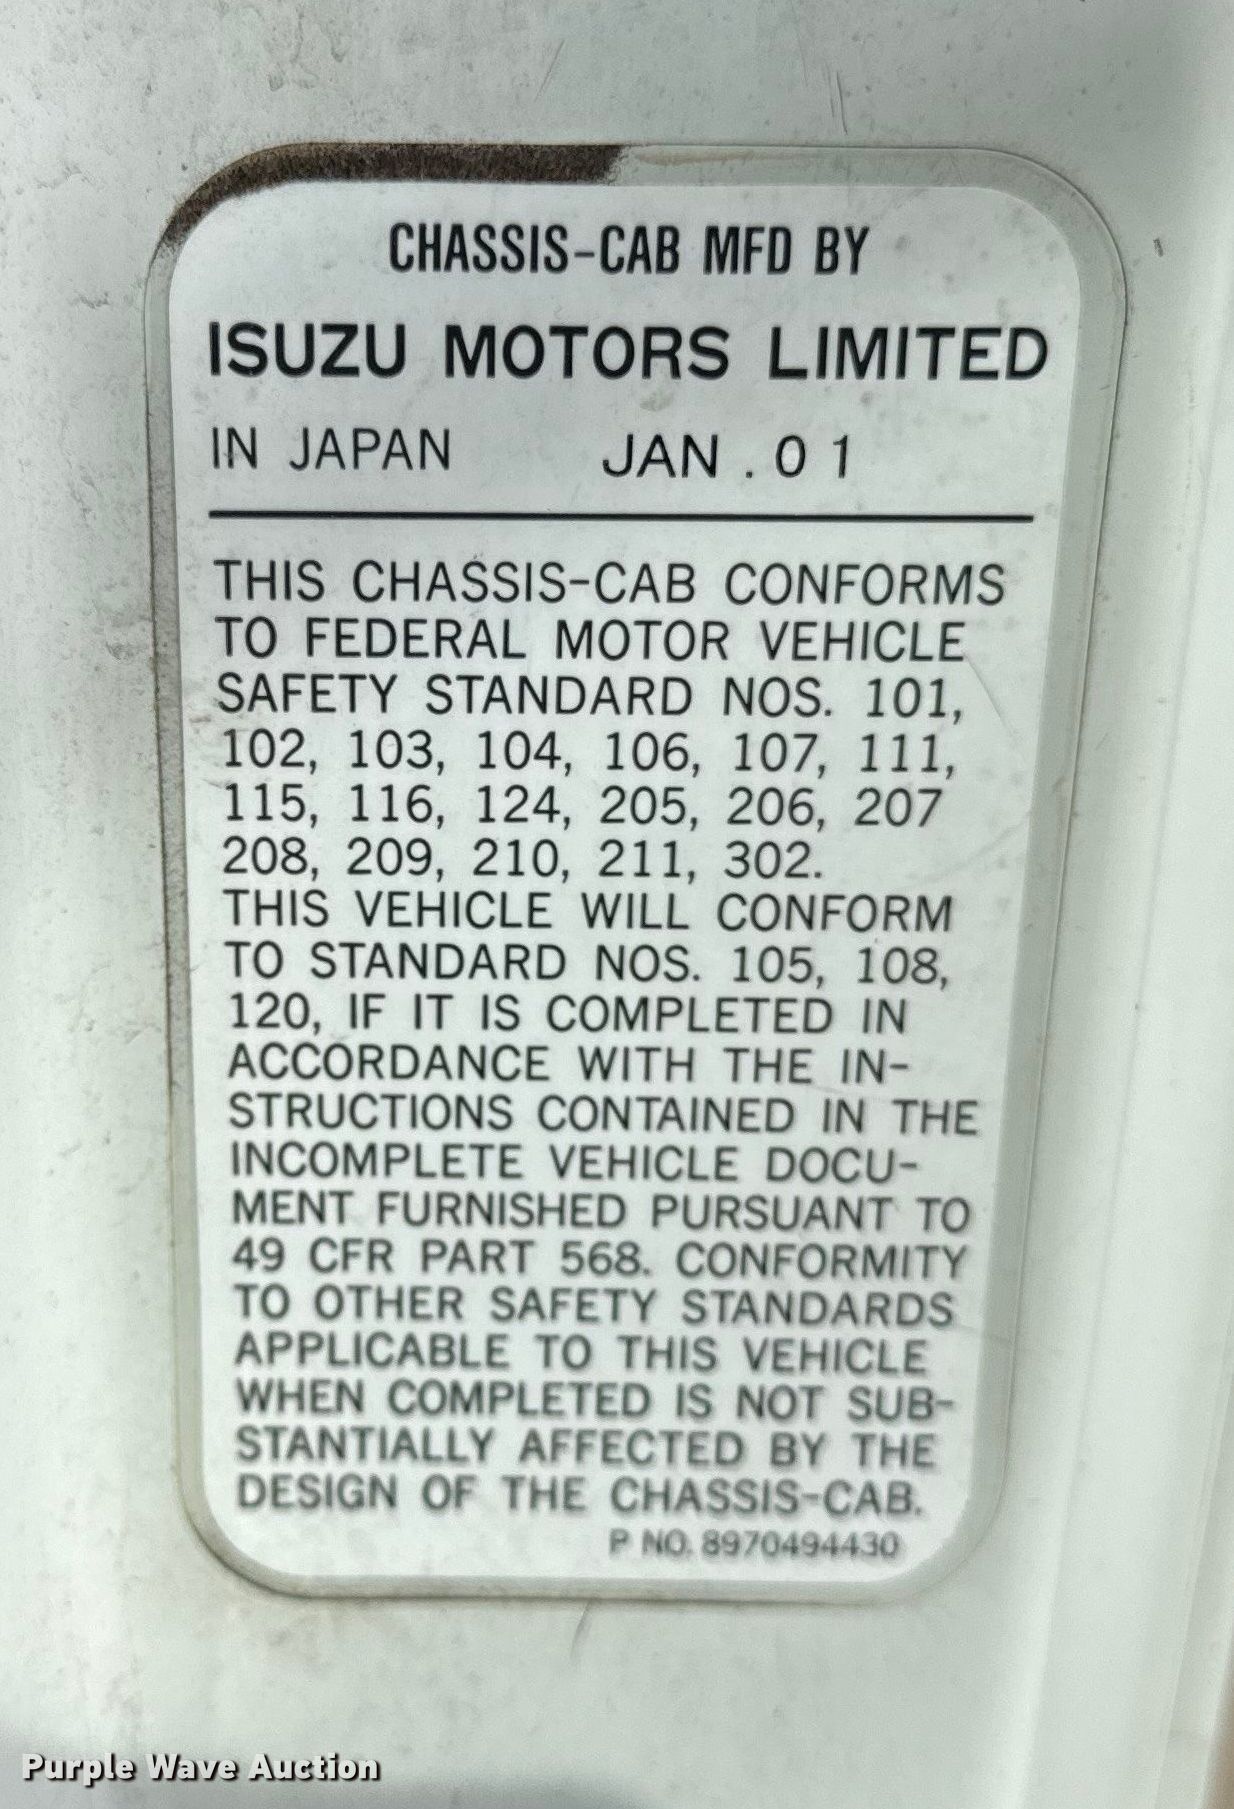 CHASSIS-CAB MFD BY
ISUZU MOTORS LIMITED
IN JAPAN JAN . 0 1
THIS CHASSIS-CAB CONFORMS
TO FEDERAL MOTOR VEHICLE
SAFETY STANDARD NOS. 101,
102, 103, 104, 106, 107, 111,
115, 116, 124, 205, 206, 207
208, 209, 210, 211, 302.
THIS VEHICLE WILL CONFORM
TO STANDARD NOS. 105, 108,
120, IF IT IS COMPLETED IN
ACCORDANCE WITH THE IN-
STRUCTIONS CONTAINED IN THE
INCOMPLETE VEHICLE DOCU-
MENT FURNISHED PURSUANT TO
49 CFR PART 568. CONFORMITY
TO OTHER SAFETY STANDARDS
APPLICABLE TO THIS VEHICLE
WHEN COMPLETED IS NOT SUB-
STANTIALLY AFFECTED BY THE
DESIGN OF THE CHASSIS-CAB.
P NO. 8970494430
Purple Wave Auction